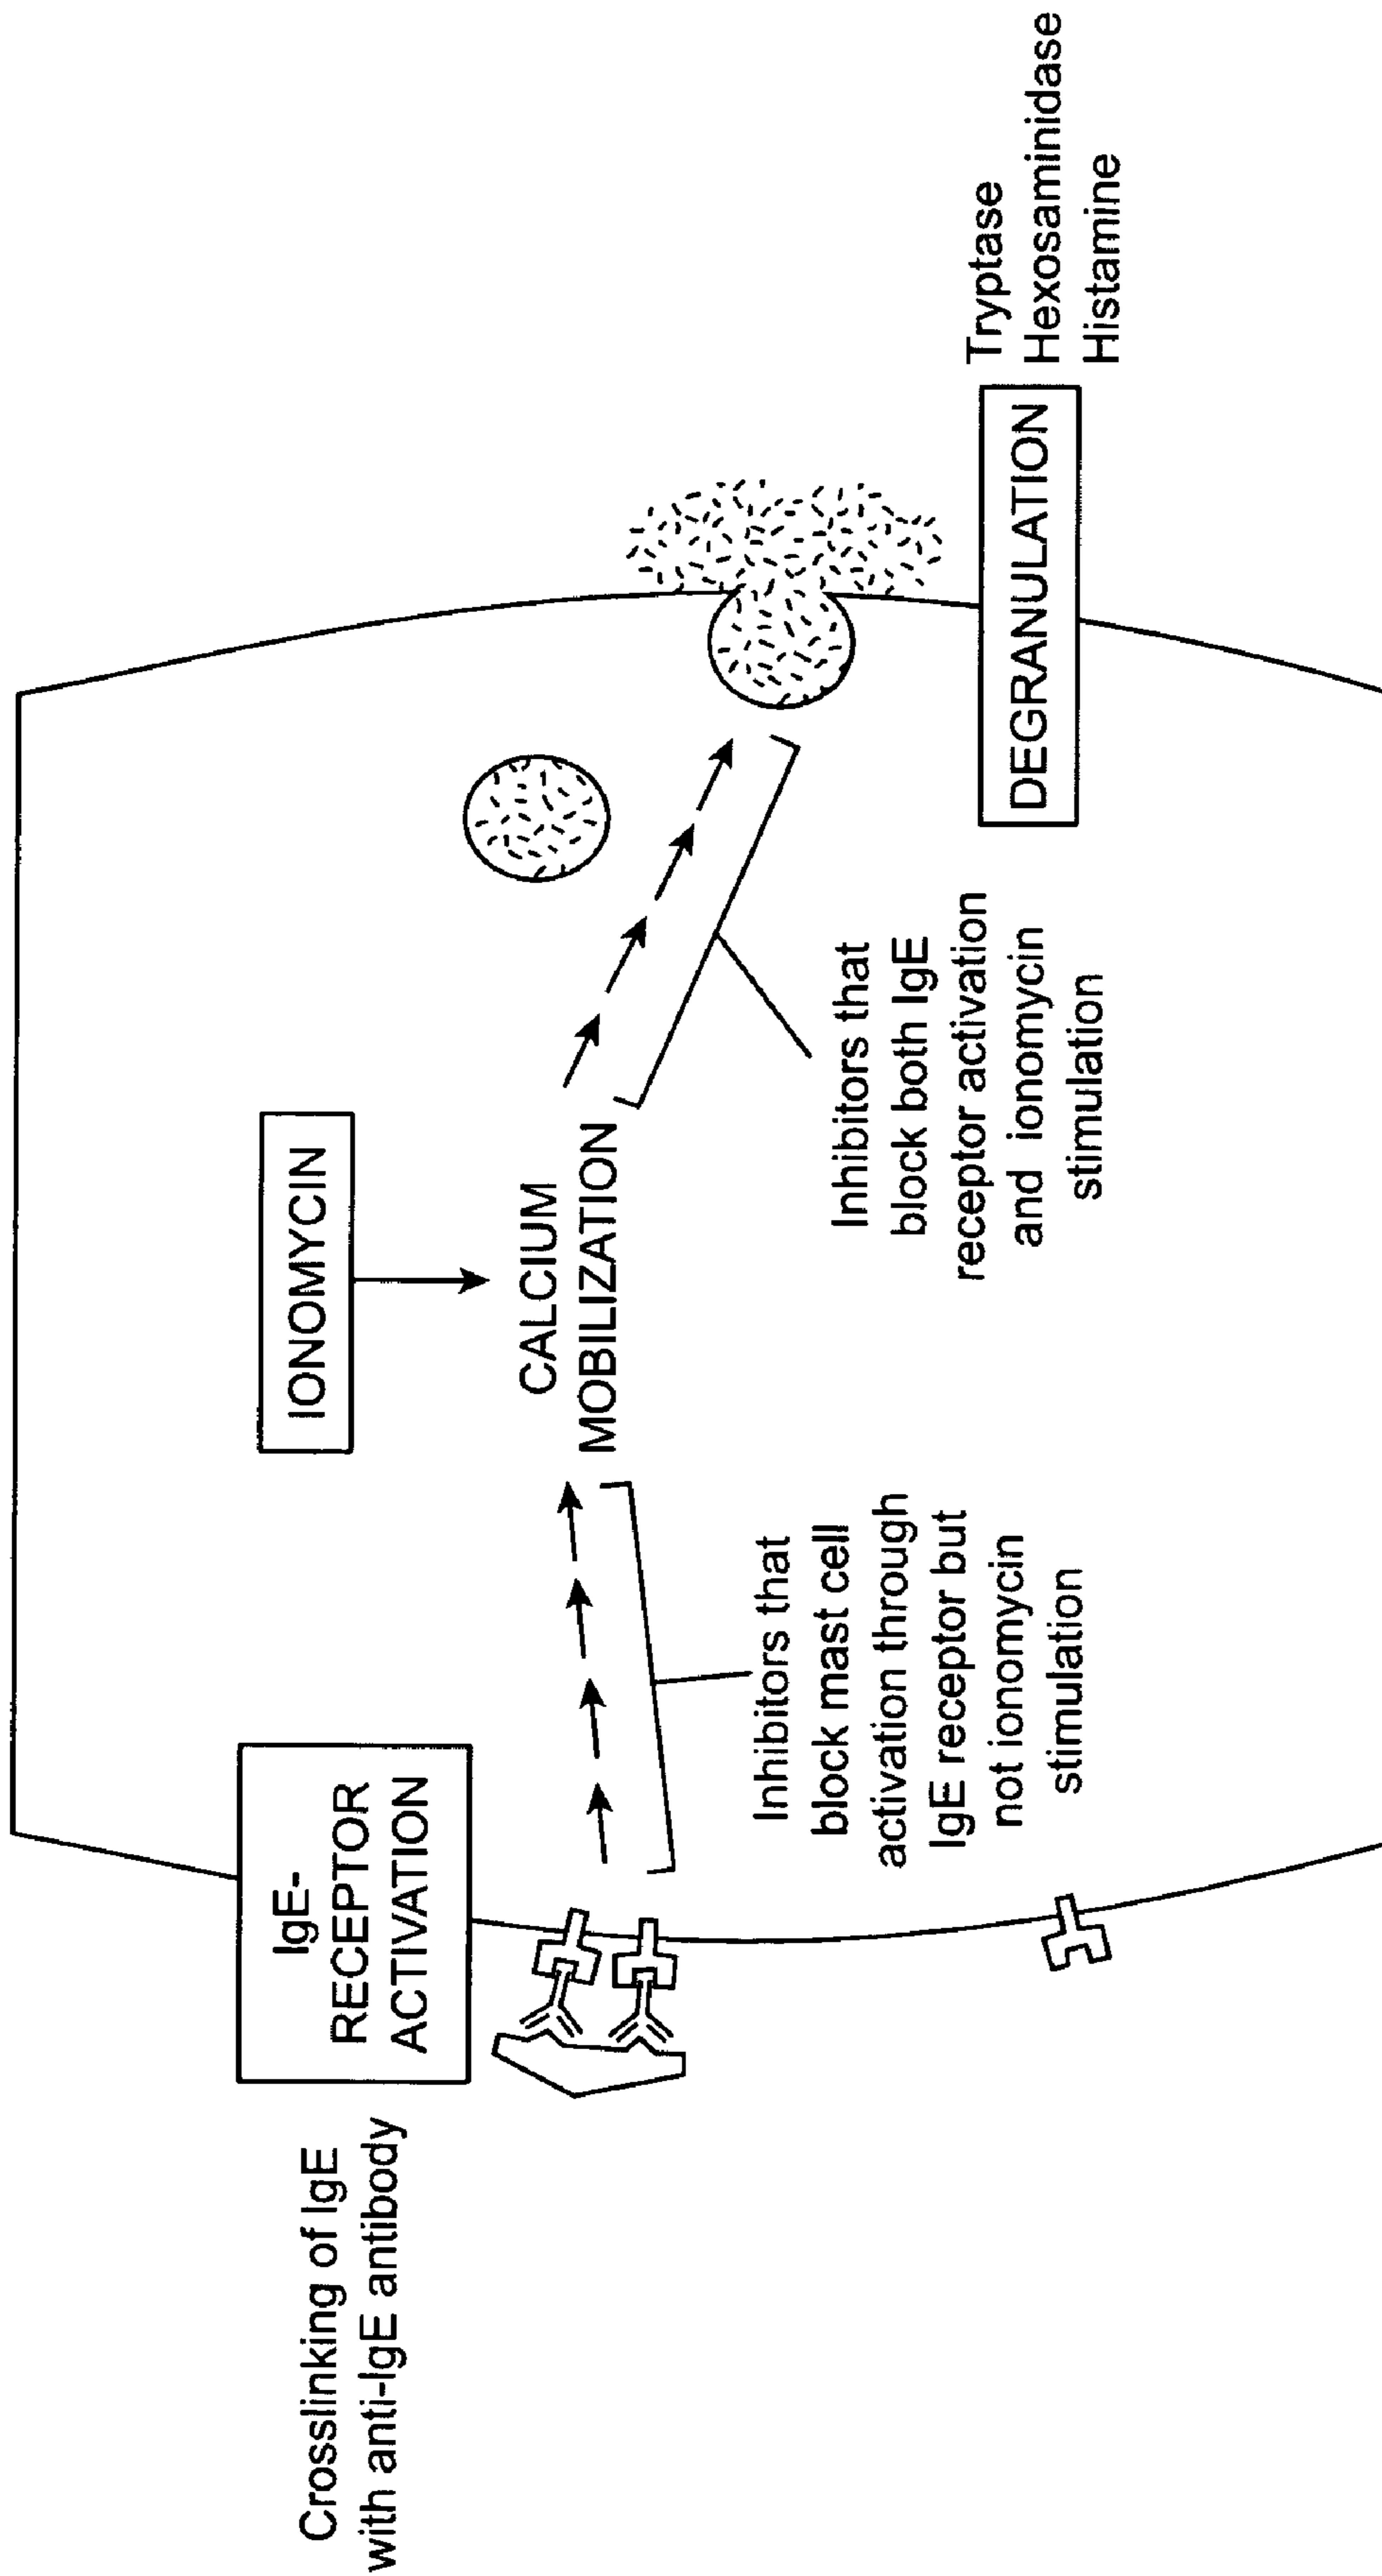 Crosslinking of IgE
with anti-IgE antibody
IgE-
RECEPTOR
ACTIVATION
IONOMYCIN
CALCIUM
MOBILIZATION
Inhibitors that
block mast cell
activation through
IgE receptor but
not ionomycin
stimulation
Inhibitors that
block both IgE
receptor activation
and ionomycin
stimulation
DEGRANULATION
Tryptase
Hexosaminidase
Histamine